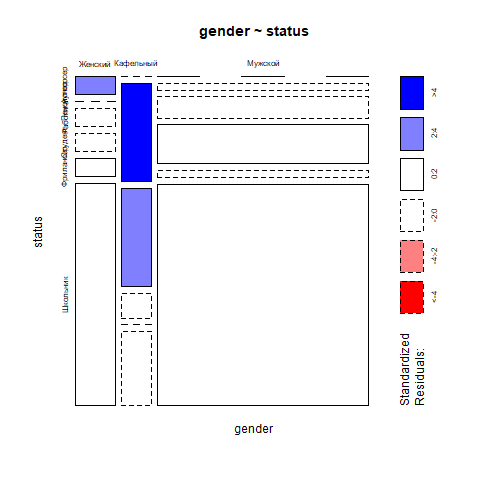 gender ~ status
Женский Кафельный Мужской
Школьник
status
gender
Standardized
Residuals:
<-4
-4:-2
-2:0
0:2
2:4
>4